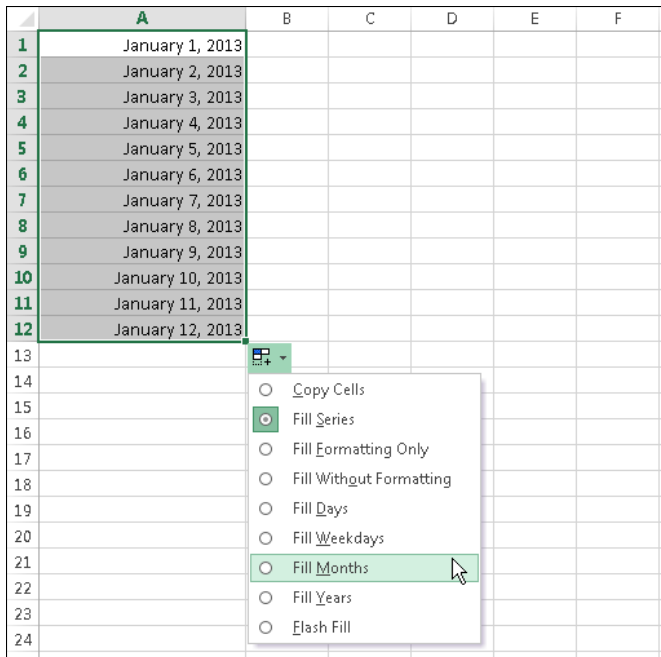 A B C D E F
1 January 1, 2013
2 January 2, 2013
3 January 3, 2013
4 January 4, 2013
5 January 5, 2013
6 January 6, 2013
7 January 7, 2013
8 January 8, 2013
9 January 9, 2013
10 January 10, 2013
11 January 11, 2013
12 January 12, 2013
13
14 Copy Cells
15 Fill Series
16 Fill Formatting Only
17
18 Fill Without Formatting
19 Fill Days
20 Fill Weekdays
21 Fill Months
22 Fill Years
23 Flash Fill
24